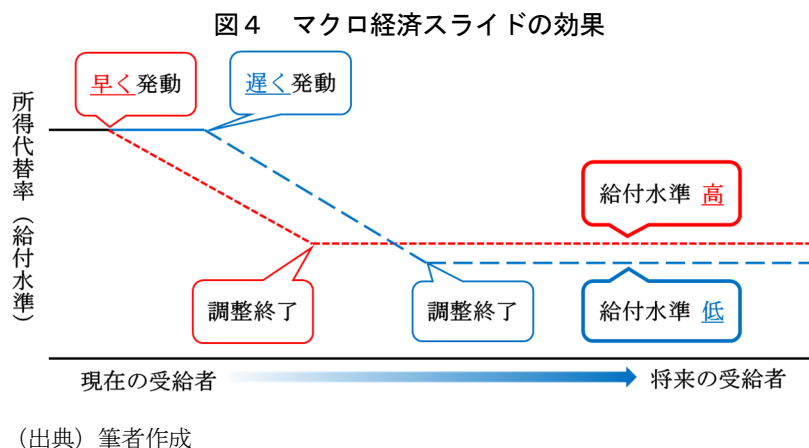 図４　マクロ経済スライドの効果
早く発動
遅く発動
所得代替率（給付水準）
給付水準 高
調整終了
調整終了
給付水準 低
現在の受給者
将来の受給者
（出典）筆者作成